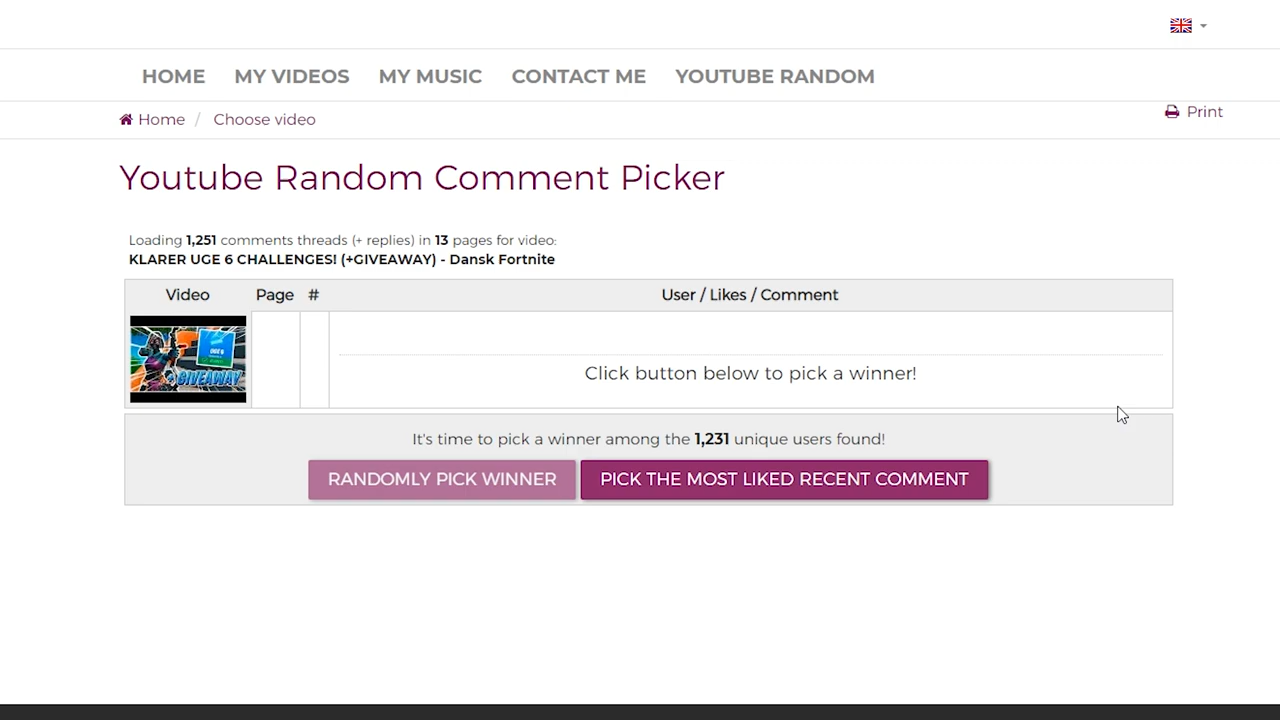 HOME MY VIDEOS MY MUSIC CONTACT ME YOUTUBE RANDOM
Home / Choose video
Print
Youtube Random Comment Picker
Loading 1,251 comments threads (+ replies) in 13 pages for video:
KLARER UGE 6 CHALLENGES! (+GIVEAWAY) - Dansk Fortnite
Video Page # User / Likes / Comment
UGE 6
+GIVEAWAY
Click button below to pick a winner!
It's time to pick a winner among the 1,231 unique users found!
RANDOMLY PICK WINNER PICK THE MOST LIKED RECENT COMMENT